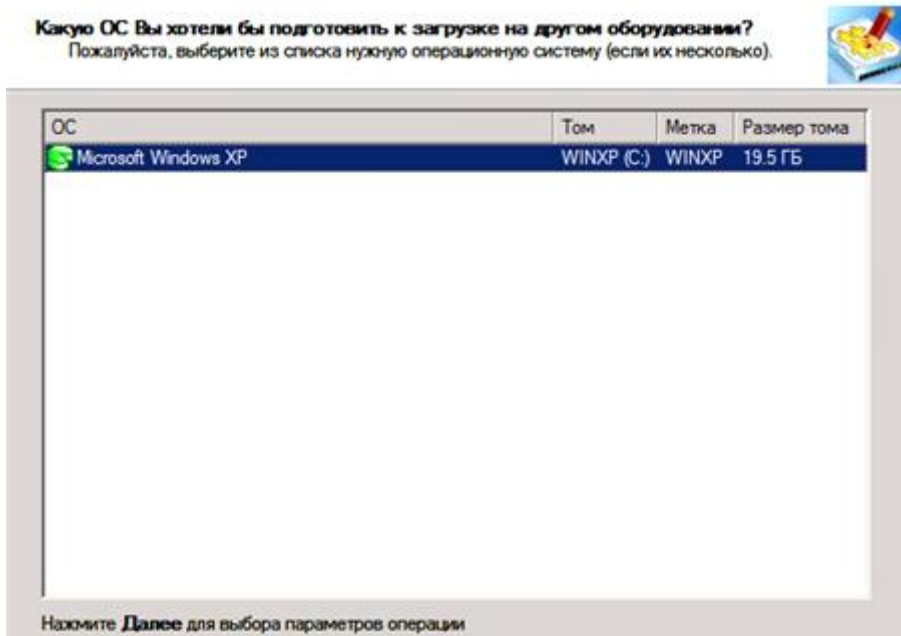 Какую ОС Вы хотели бы подготовить к загрузке на другом оборудовании?
Пожалуйста, выберите из списка нужную операционную систему (если их несколько).
ОС Том Метка Размер тома
Microsoft Windows XP WINXP (C:) WINXP 19.5 ГБ
Нажмите Далее для выбора параметров операции